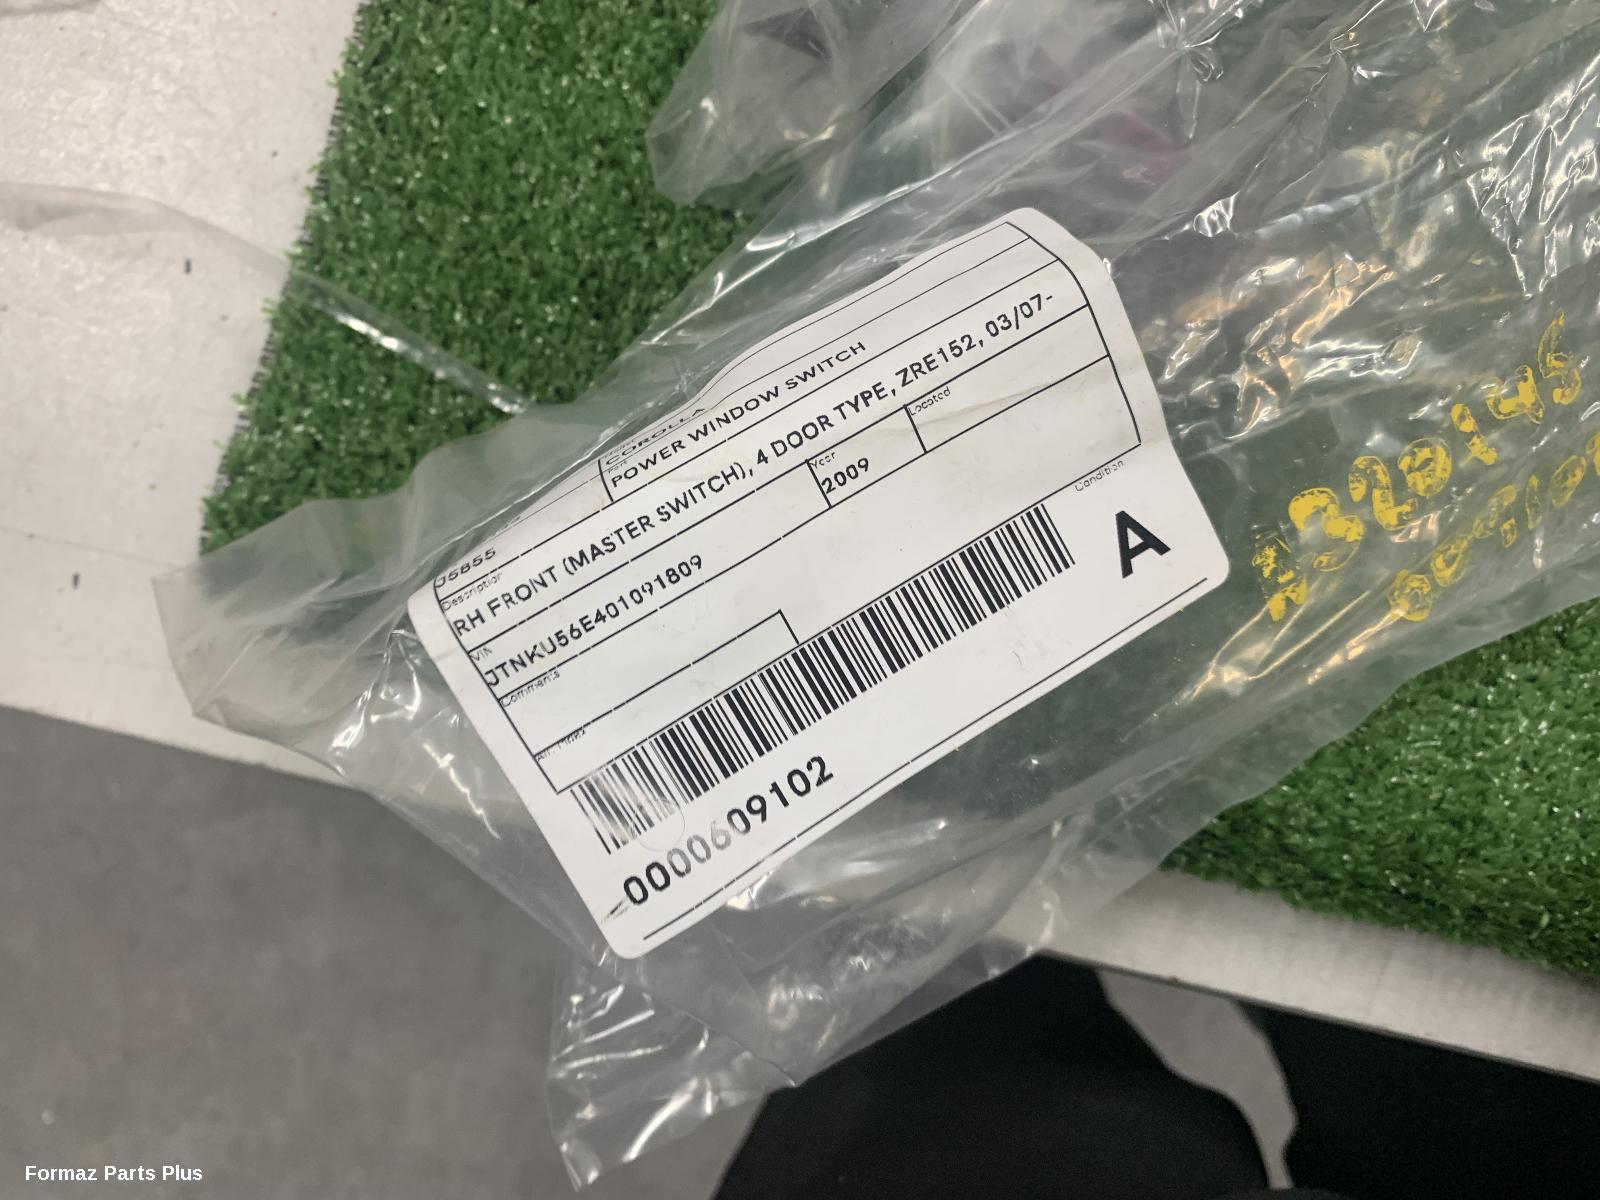 COROLLA
Part
POWER WINDOW SWITCH
J5855
Description
RH FRONT (MASTER SWITCH), 4 DOOR TYPE, ZRE152, 03/07-
VIN
JTNKU56E401091809
Year
2009
Located
Comments
Condition
A
0000609102
Formaz Parts Plus